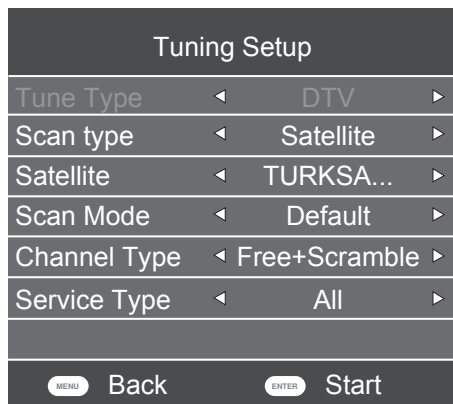 Tuning Setup
Tune Type DTV
Scan type Satellite
Satellite TURKSA...
Scan Mode Default
Channel Type Free+Scramble
Service Type All
MENU Back ENTER Start